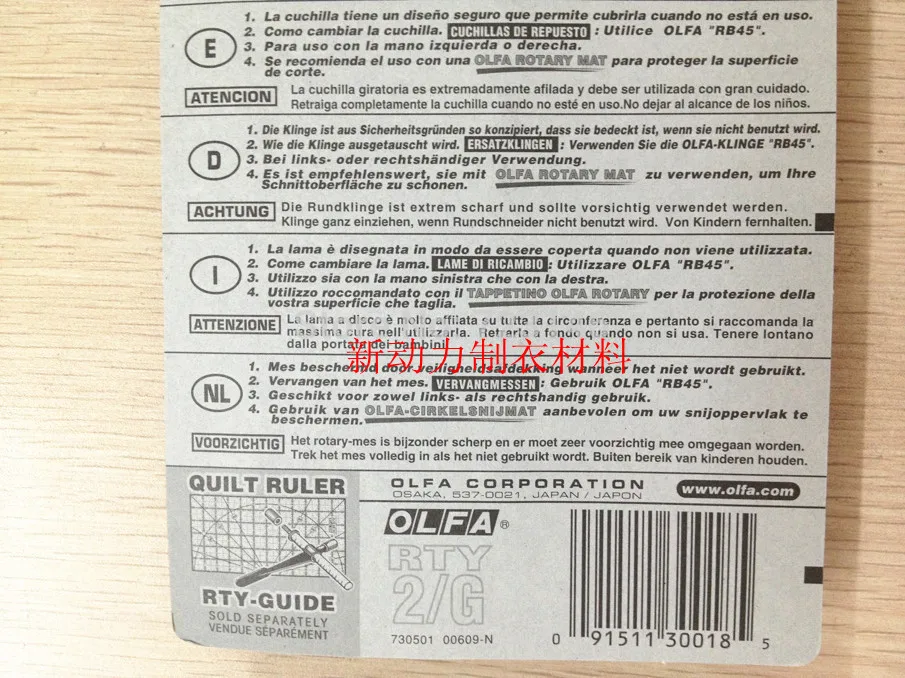 E
1. La cuchilla tiene un diseño seguro que permite cubrirla cuando no está en uso.
2. Como cambiar la cuchilla. CUCHILLAS DE REPUESTO : Utilice OLFA "RB45".
3. Para uso con la mano izquierda o derecha.
4. Se recomienda el uso con una OLFA ROTARY MAT para proteger la superficie
de corte.
ATENCION
La cuchilla giratoria es extremadamente afilada y debe ser utilizada con gran cuidado.
Retraiga completamente la cuchilla cuando no esté en uso.No dejar al alcance de los niños.
D
1. Die Klinge ist aus Sicherheitsgründen so konzipiert, dass sie bedeckt ist, wenn sie nicht benutzt wird.
2. Wie die Klinge ausgetauscht wird. ERSATZKLINGEN : Verwenden Sie die OLFA-KLINGE "RB45".
3. Bei links- oder rechtshändiger Verwendung.
4. Es ist empfehlenswert, sie mit OLFA ROTARY MAT zu verwenden, um Ihre
Schnittoberfläche zu schonen.
ACHTUNG
Die Rundklinge ist extrem scharf und sollte vorsichtig verwendet werden.
Klinge ganz einziehen, wenn Rundschneider nicht benutzt wird. Von Kindern fernhalten.
I
1. La lama è disegnata in modo da essere coperta quando non viene utilizzata.
2. Come cambiare la lama. LAME DI RICAMBIO : Utilizzare OLFA "RB45".
3. Utilizzo sia con la mano sinistra che con la destra.
4. Utilizzo roccomandato con il TAPPETINO OLFA ROTARY per la protezione della
vostra superficie che taglia.
ATTENZIONE
La lama a disco è molto affilata su tutta la circonferenza e pertanto si raccomanda la
massima cura nell'utilizzarla. Retrarla a fondo quando non si usa. Tenere lontano
dalla portata dei bambini.
新动力制衣材料
NL
1. Mes beschermd door veiligheidsafdekking wanneer het niet wordt gebruikt.
2. Vervangen van het mes. VERVANGMESSEN : Gebruik OLFA "RB45".
3. Geschikt voor zowel links- als rechtshandig gebruik.
4. Gebruik van OLFA-CIRKELSNIJMAT aanbevolen om uw snijoppervlak te
beschermen.
VOORZICHTIG
Het rotary-mes is bijzonder scherp en er moet zeer voorzichtig mee omgegaan worden.
Trek het mes volledig in als het niet gebruikt wordt. Buiten bereik van kinderen houden.
QUILT RULER
RTY-GUIDE
SOLD SEPARATELY
VENDUE SÉPARÉMENT
OLFA CORPORATION
OSAKA, 537-0021, JAPAN / JAPON
www.olfa.com
OLFA®
RTY
2/G
730501 00609-N
0 91511 30018 5